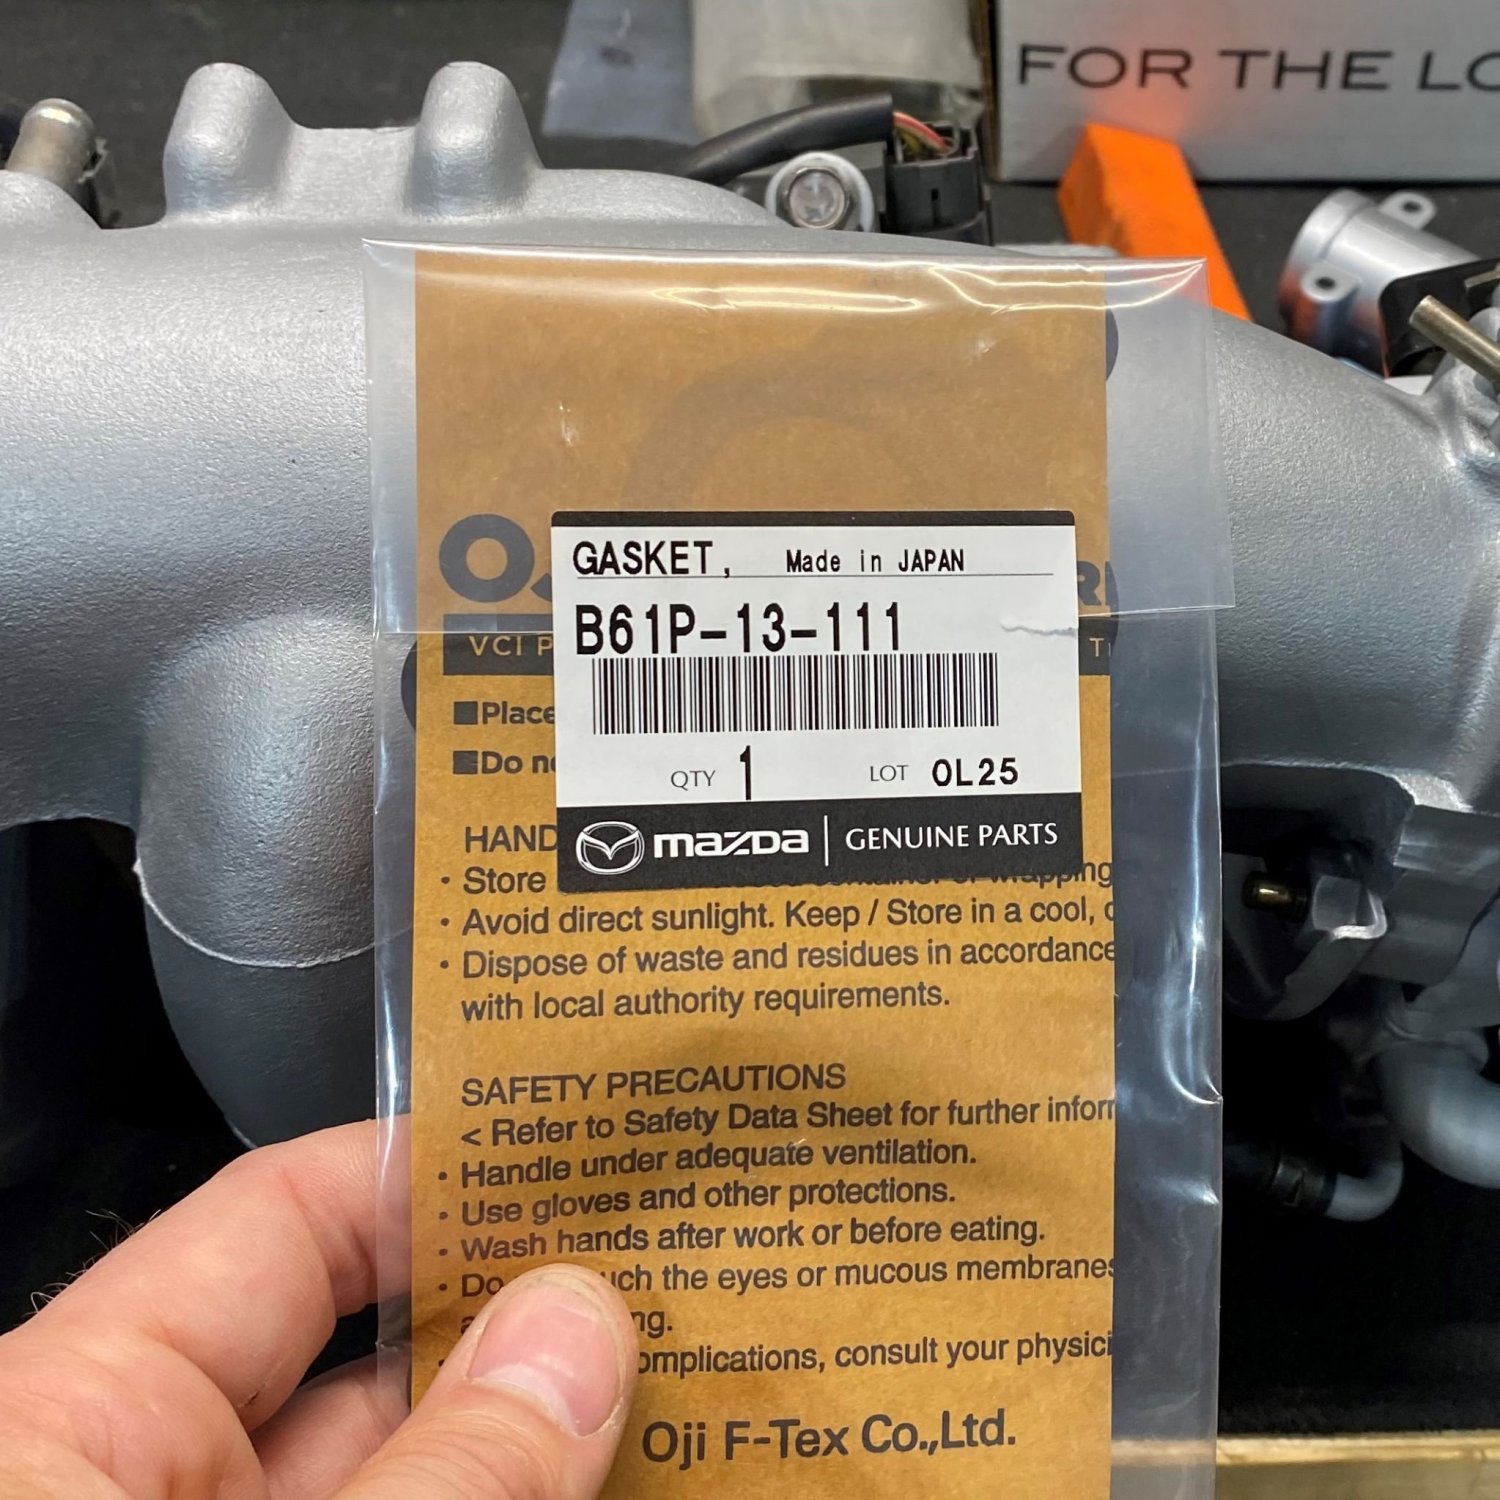 FOR THE LO
GASKET, Made in JAPAN
B61P-13-111
VCI P
■Place
■Do n
QTY 1 LOT 0L25
mazda | GENUINE PARTS
HAND
• Store wrapping
• Avoid direct sunlight. Keep / Store in a cool,
• Dispose of waste and residues in accordance
with local authority requirements.
SAFETY PRECAUTIONS
< Refer to Safety Data Sheet for further infor
• Handle under adequate ventilation.
• Use gloves and other protections.
• Wash hands after work or before eating.
• Do uch the eyes or mucous membranes
ng.
omplications, consult your physici
Oji F-Tex Co.,Ltd.